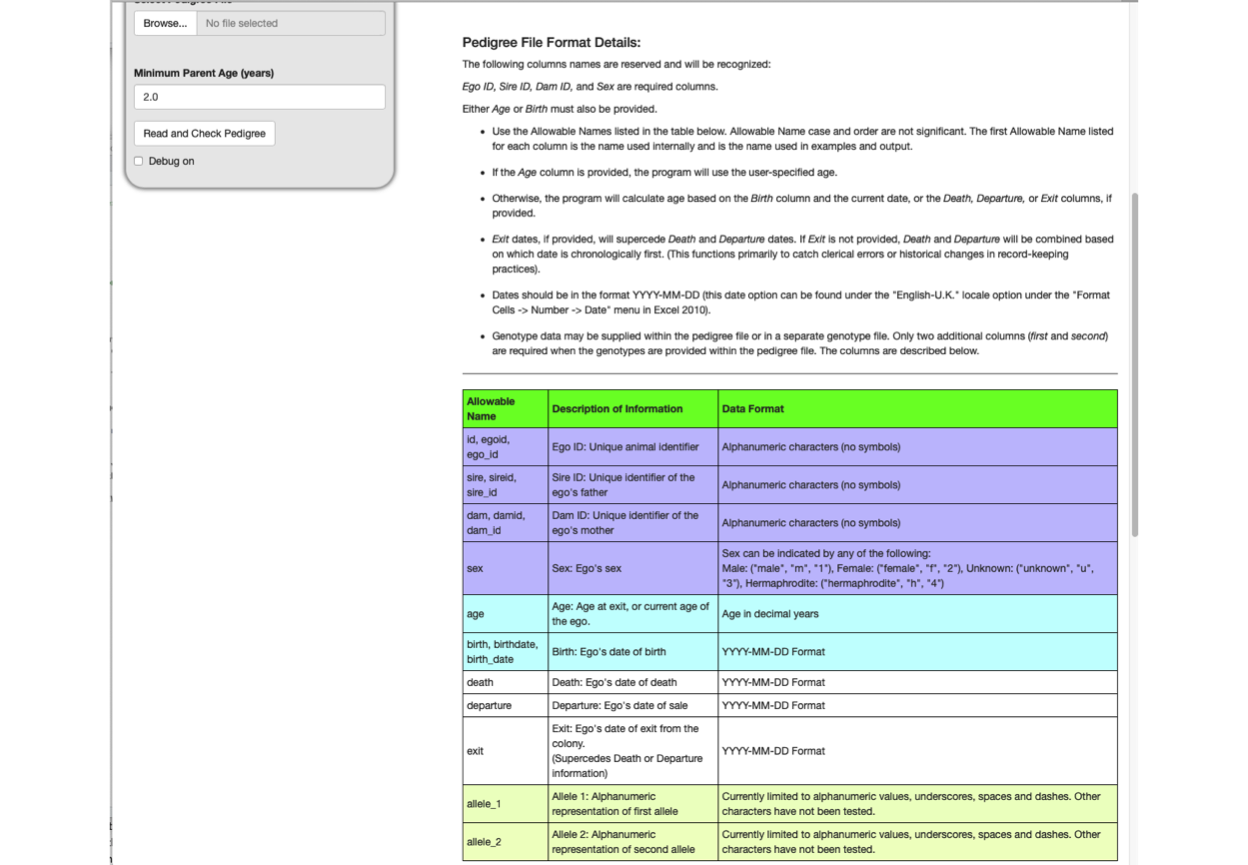 Browse...
No file selected
Minimum Parent Age (years)
2.0
Read and Check Pedigree
Debug on
Pedigree File Format Details:
The following columns names are reserved and will be recognized:
Ego ID, Sire ID, Dam ID, and Sex are required columns.
Either Age or Birth must also be provided.
• Use the Allowable Names listed in the table below. Allowable Name case and order are not significant. The first Allowable Name listed
for each column is the name used internally and is the name used in examples and output.
• If the Age column is provided, the program will use the user-specified age.
• Otherwise, the program will calculate age based on the Birth column and the current date, or the Death, Departure, or Exit columns, if
provided.
• Exit dates, if provided, will supercede Death and Departure dates. If Exit is not provided, Death and Departure will be combined based
on which date is chronologically first. (This functions primarily to catch clerical errors or historical changes in record-keeping
practices).
• Dates should be in the format YYYY-MM-DD (this date option can be found under the "English-U.K." locale option under the "Format
Cells -> Number -> Date" menu in Excel 2010).
• Genotype data may be supplied within the pedigree file or in a separate genotype file. Only two additional columns (first and second)
are required when the genotypes are provided within the pedigree file. The columns are described below.
Allowable
Name
Description of Information
Data Format
id, egoid,
ego_id
Ego ID: Unique animal identifier
Alphanumeric characters (no symbols)
sire, sireid,
sire_id
Sire ID: Unique identifier of the
ego's father
Alphanumeric characters (no symbols)
dam, damid,
dam_id
Dam ID: Unique identifier of the
ego's mother
Alphanumeric characters (no symbols)
sex
Sex: Ego's sex
Sex can be indicated by any of the following:
Male: ("male", "m", "1"), Female: ("female", "f", "2"), Unknown: ("unknown", "u",
"3"), Hermaphrodite: ("hermaphrodite", "h", "4")
age
Age: Age at exit, or current age of
the ego.
Age in decimal years
birth, birthdate,
birth_date
Birth: Ego's date of birth
YYYY-MM-DD Format
death
Death: Ego's date of death
YYYY-MM-DD Format
departure
Departure: Ego's date of sale
YYYY-MM-DD Format
exit
Exit: Ego's date of exit from the
colony.
(Supercedes Death or Departure
information)
YYYY-MM-DD Format
allele_1
Allele 1: Alphanumeric
representation of first allele
Currently limited to alphanumeric values, underscores, spaces and dashes. Other
characters have not been tested.
allele_2
Allele 2: Alphanumeric
representation of second allele
Currently limited to alphanumeric values, underscores, spaces and dashes. Other
characters have not been tested.